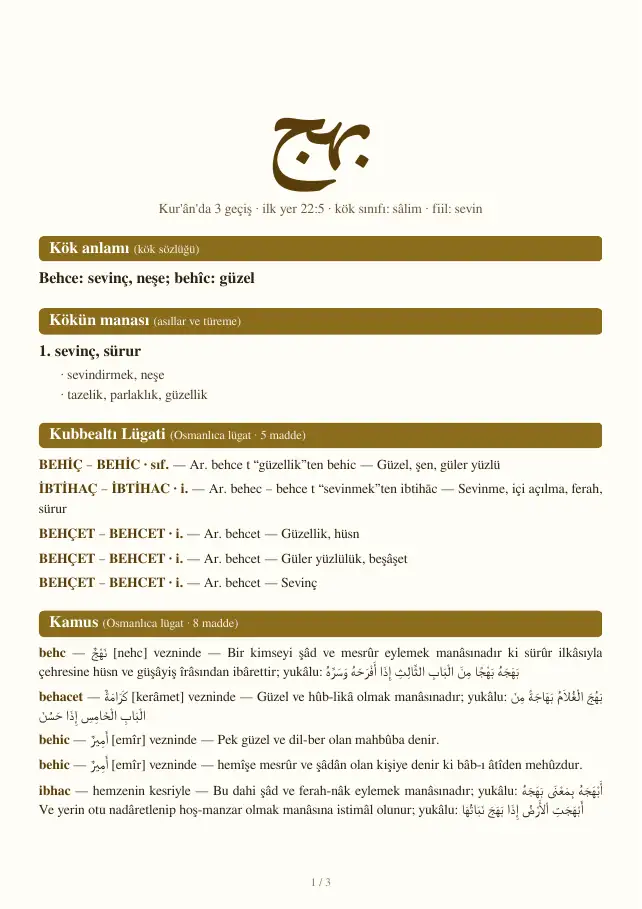 بهج
Kur'ân'da 3 geçiş · ilk yer 22:5 · kök sınıfı: sâlim · fiil: sevin
Kök anlamı (kök sözlüğü)
Behce: sevinç, neşe; behîc: güzel
Kökün manası (asıllar ve türeme)
1. sevinç, sürur
· sevindirmek, neşe
· tazelik, parlaklık, güzellik
Kubbealtı Lügati (Osmanlıca lügat · 5 madde)
BEHİÇ – BEHİC · sıf. — Ar. behce t “güzellik”ten behic — Güzel, şen, güler yüzlü
İBTİHAÇ – İBTİHAC · i. — Ar. behec – behce t “sevinmek”ten ibtihāc — Sevinme, içi açılma, ferah,
sürur
BEHÇET – BEHCET · i. — Ar. behcet — Güzellik, hüsn
BEHÇET – BEHCET · i. — Ar. behcet — Güler yüzlülük, beşâşet
BEHÇET – BEHCET · i. — Ar. behcet — Sevinç
Kamus (Osmanlıca lügat · 8 madde)
behc — نَهْجٌ [nehc] vezninde — Bir kimseyi şâd ve mesrûr eylemek manâsınadır ki sürûr ilkâsıyla
çehresine hüsn ve güşâyiş îrâsından ibârettir; yukâlu: بَهَجَهُ بَهْجًا مِنَ الْبَابِ الثَّالِثِ إِذَا أَفْرَحَهُ وَسَرَّهُ
behacet — كَرَامَةٌ [kerâmet] vezninde — Güzel ve hûb-likâ olmak manâsınadır; yukâlu: بَهُجَ الْغُلاَمُ بَهَاجَةً مِنَ
الْبَابِ الْخَامِسِ إِذَا حَسُنَ
behic — أَمِيرٌ [emîr] vezninde — Pek güzel ve dil-ber olan mahbûba denir.
behic — أَمِيرٌ [emîr] vezninde — hemîşe mesrûr ve şâdân olan kişiye denir ki bâb-ı âtîden mehûzdur.
ibhac — hemzenin kesriyle — Bu dahi şâd ve ferah-nâk eylemek manâsınadır; yukâlu: أَبْهَجَهُ بِمَعْنَى بَهَجَهُ
Ve yerin otu nadâretlenip hoş-manzar olmak manâsına istimâl olunur; yukâlu: أَبْهَجَتِ اْلأَرْضُ إِذَا بَهَجَ نَبَاتُهَا
1 / 3